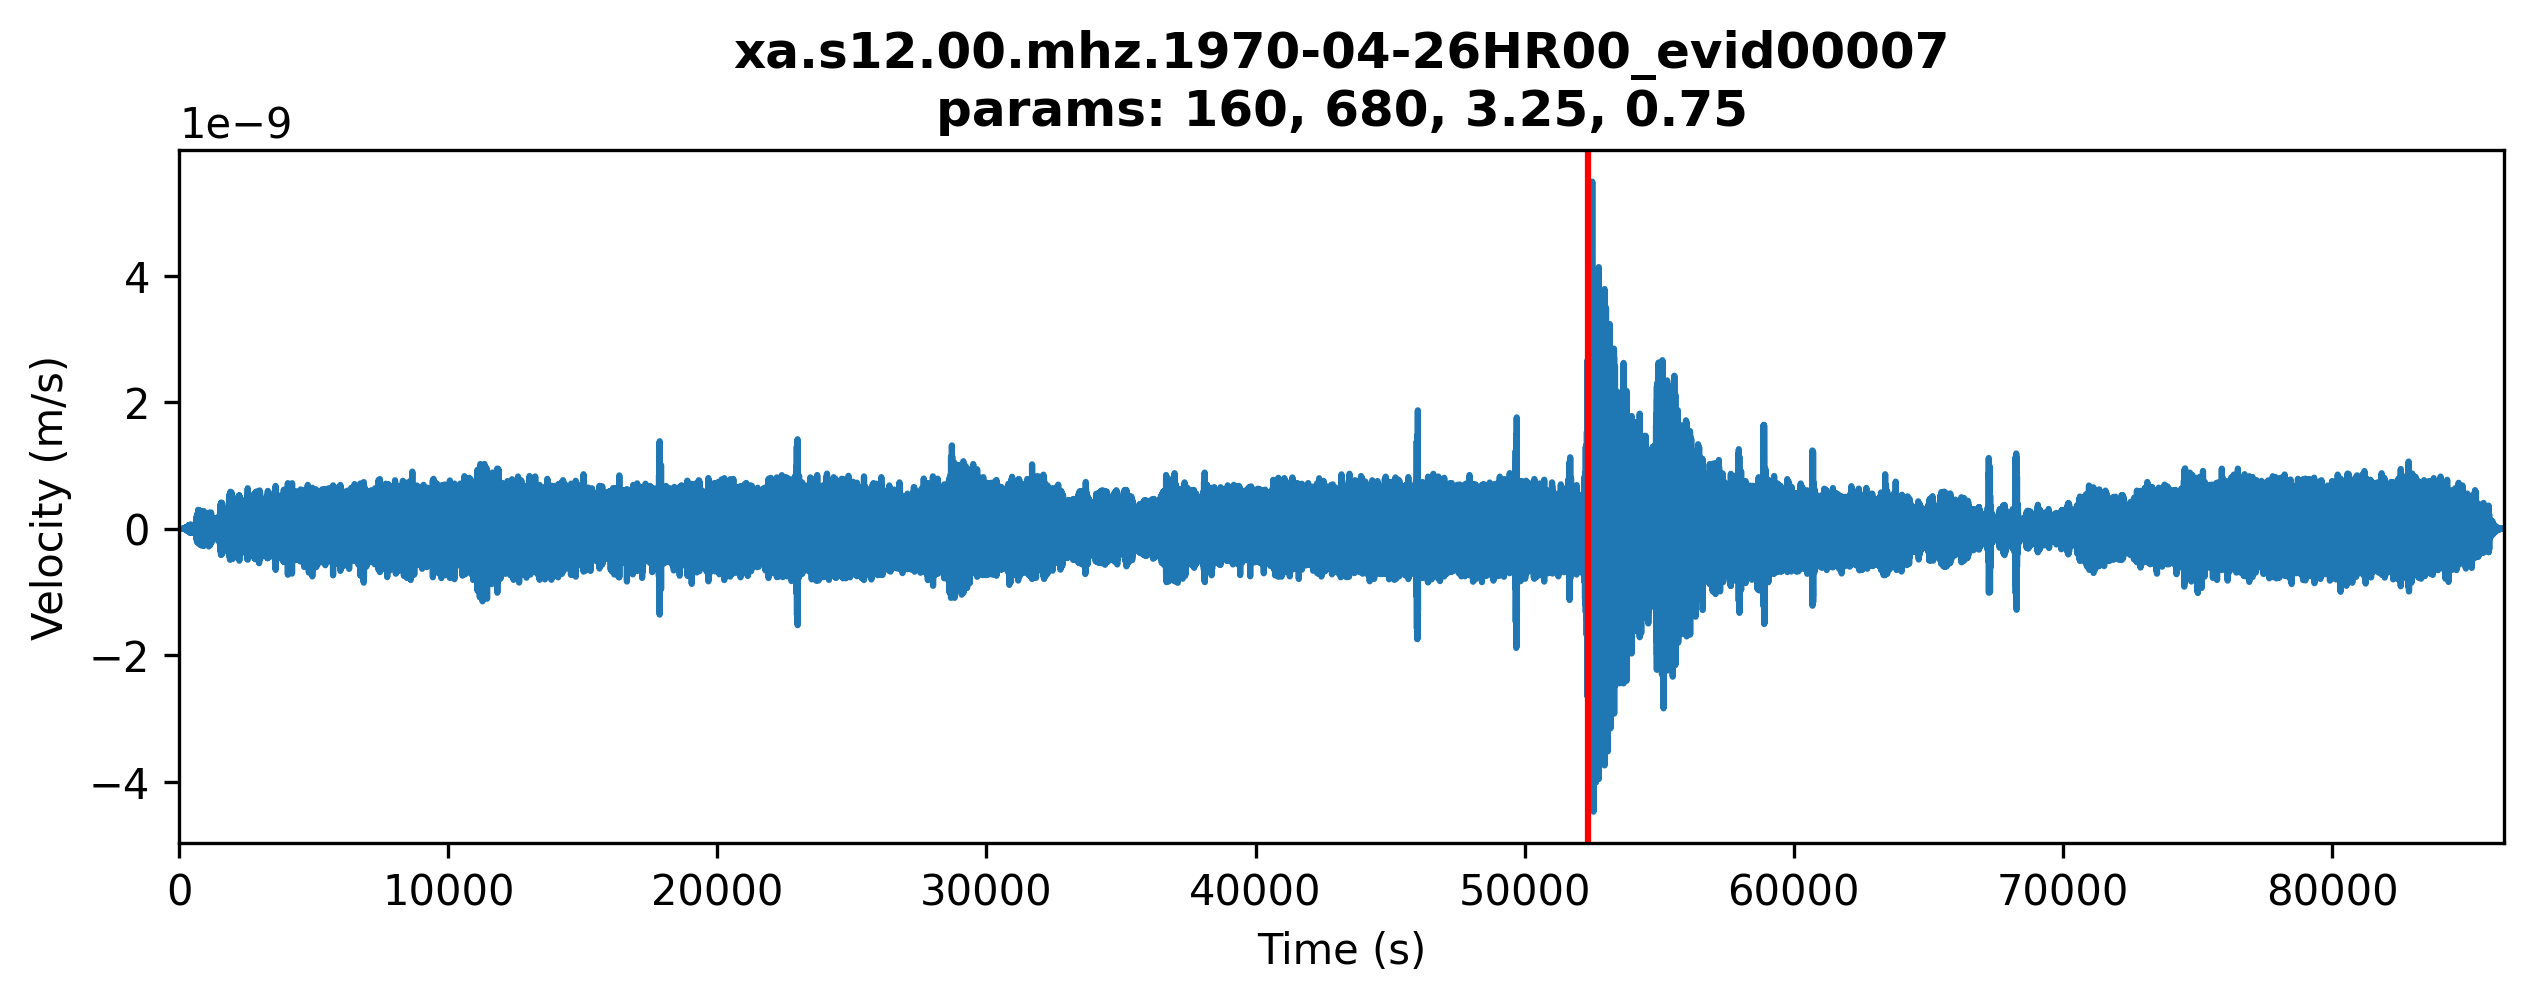 xa.s12.00.mhz.1970-04-26HR00_evid00007
params: 160, 680, 3.25, 0.75
1e−9
4
2
0
−2
−4
Velocity (m/s)
0 10000 20000 30000 40000 50000 60000 70000 80000
Time (s)